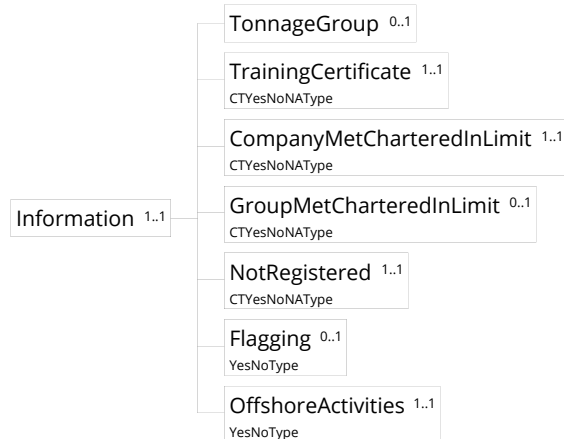 TonnageGroup 0..1
TrainingCertificate 1..1
CTYesNoNAType
CompanyMetCharteredInLimit 1..1
CTYesNoNAType
Information 1..1
GroupMetCharteredInLimit 0..1
CTYesNoNAType
NotRegistered 1..1
CTYesNoNAType
Flagging 0..1
YesNoType
OffshoreActivities 1..1
YesNoType